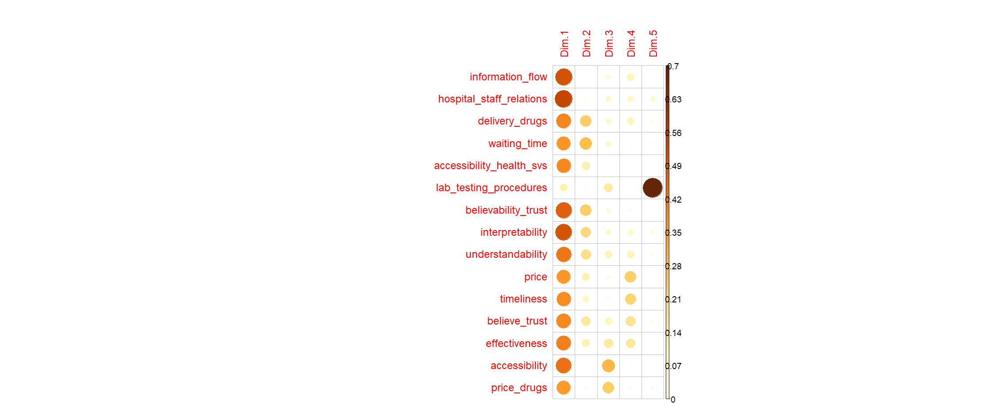 Dim.1 Dim.2 Dim.3 Dim.4 Dim.5
0.7
information_flow
hospital_staff_relations 0.63
delivery_drugs
0.56
waiting_time
accessibility_health_svs 0.49
lab_testing_procedures
0.42
believability_trust
interpretability 0.35
understandability
0.28
price
timeliness 0.21
believe_trust
0.14
effectiveness
accessibility 0.07
price_drugs
0